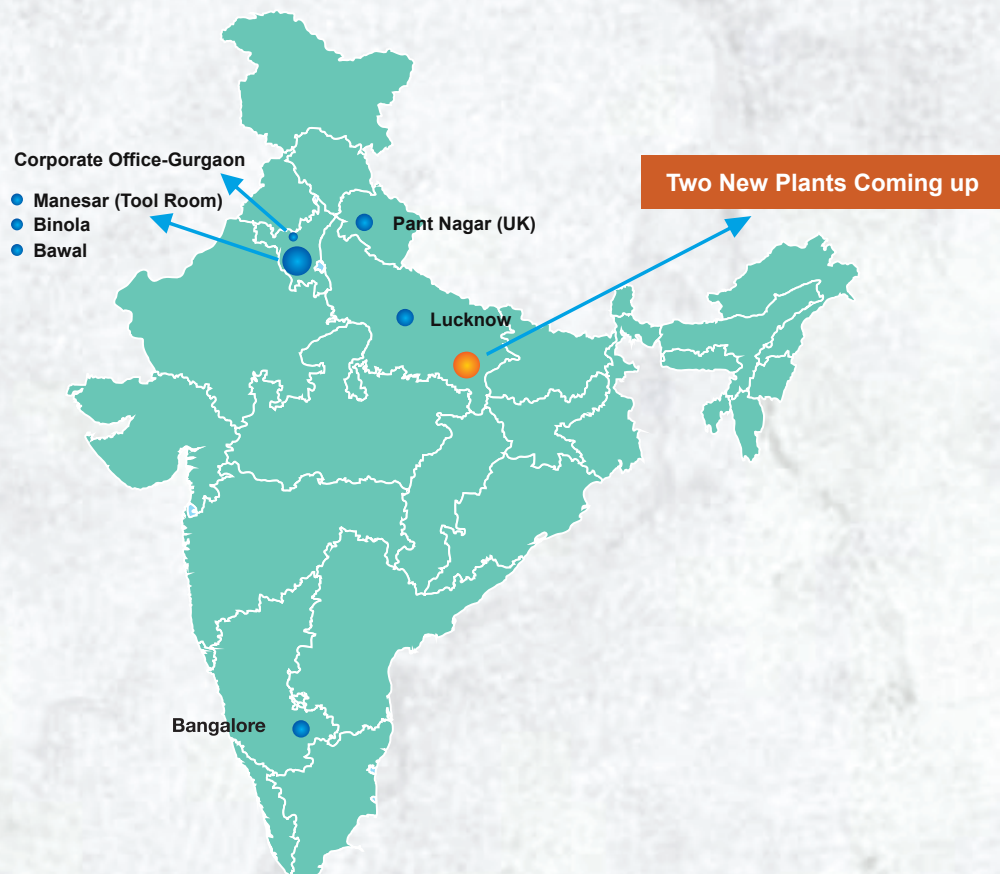 Corporate Office-Gurgaon
Manesar (Tool Room)
Binola
Bawal
Two New Plants Coming up
Pant Nagar (UK)
Lucknow
Bangalore